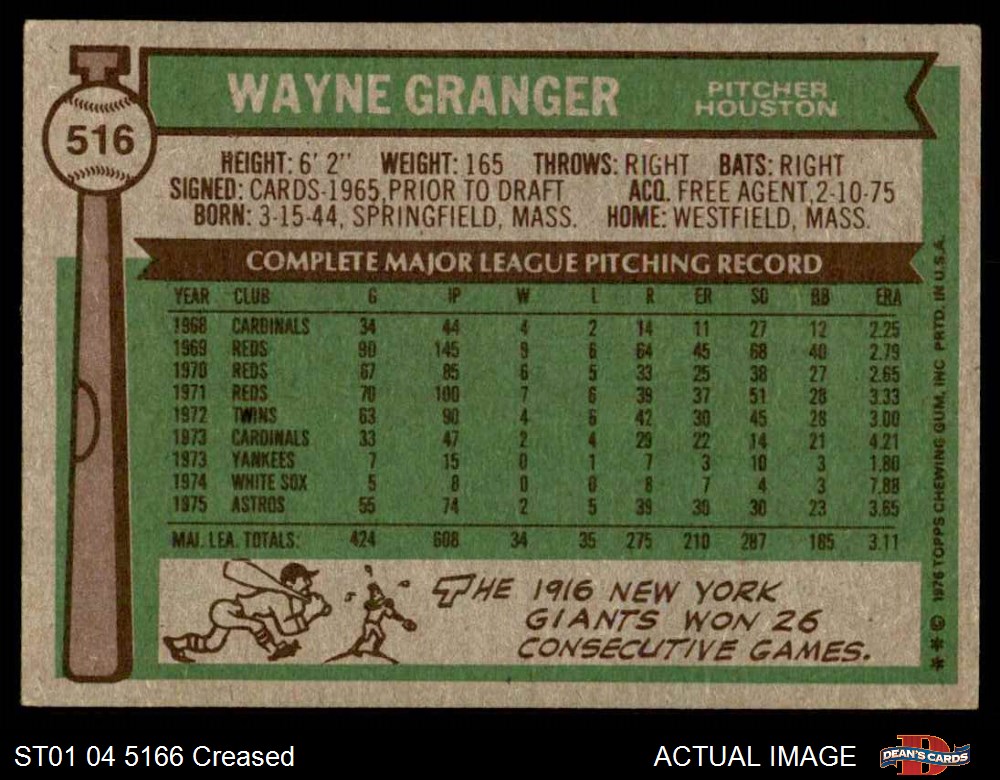 WAYNE GRANGER
PITCHER
HOUSTON
516
HEIGHT: 6' 2" WEIGHT: 165 THROWS: RIGHT BATS: RIGHT
SIGNED: CARDS-1965, PRIOR TO DRAFT ACQ. FREE AGENT, 2-10-75
BORN: 3-15-44, SPRINGFIELD, MASS. HOME: WESTFIELD, MASS.
COMPLETE MAJOR LEAGUE PITCHING RECORD
YEAR CLUB G IP W L R ER SO BB ERA
1968 CARDINALS 34 44 4 2 14 11 27 12 2.25
1969 REDS 90 145 9 6 64 45 68 40 2.79
1970 REDS 67 85 6 5 33 25 38 27 2.65
1971 REDS 70 100 7 6 39 37 51 28 3.33
1972 TWINS 63 90 4 6 42 30 45 28 3.00
1973 CARDINALS 33 47 2 4 29 22 14 21 4.21
1973 YANKEES 7 15 0 1 7 3 10 3 1.80
1974 WHITE SOX 5 8 0 0 8 7 4 3 7.88
1975 ASTROS 55 74 2 5 39 30 30 23 3.65
MAJ. LEA. TOTALS: 424 608 34 35 275 210 287 185 3.11
THE 1916 NEW YORK
GIANTS WON 26
CONSECUTIVE GAMES.
**© 1976 TOPPS CHEWING GUM, INC PRTD. IN U.S.A.
ST01 04 5166 Creased
ACTUAL IMAGE
D
DEAN'S CARDS